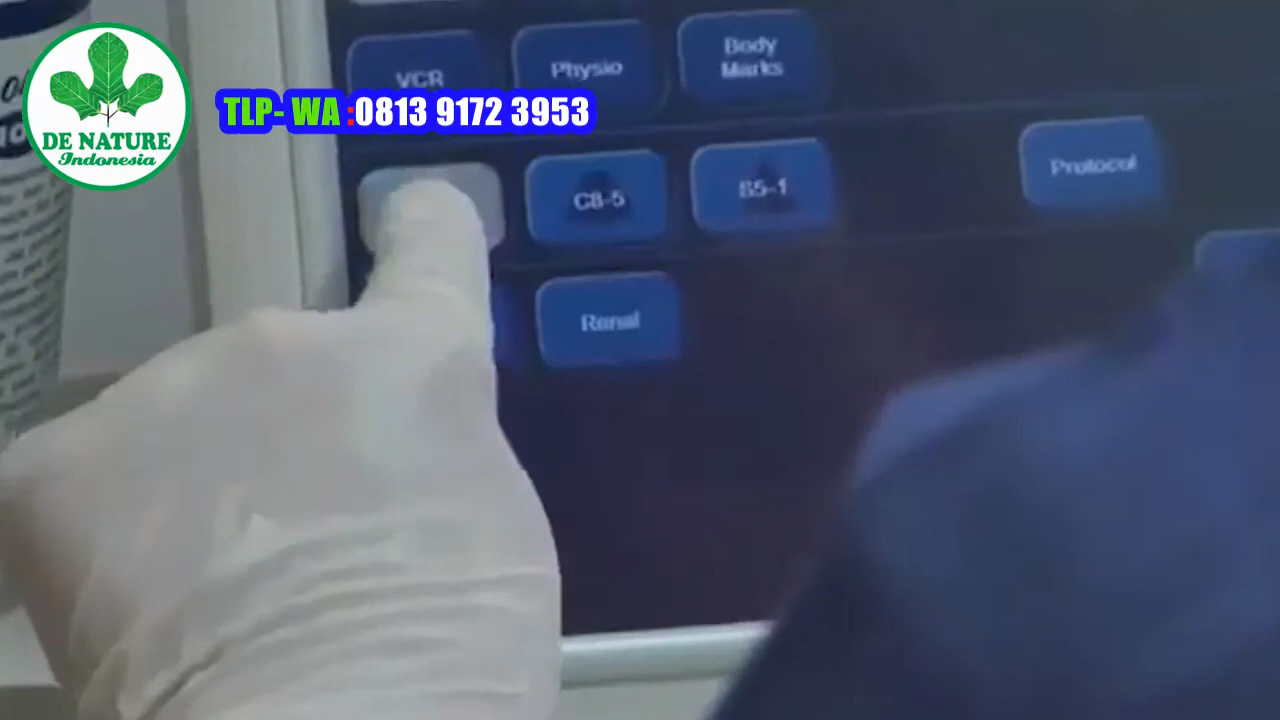 DE NATURE
Indonesia
TLP- WA :0813 9172 3953
VCR
Physio
Body
Marks
C8-5
S5-1
Protocol
Renal